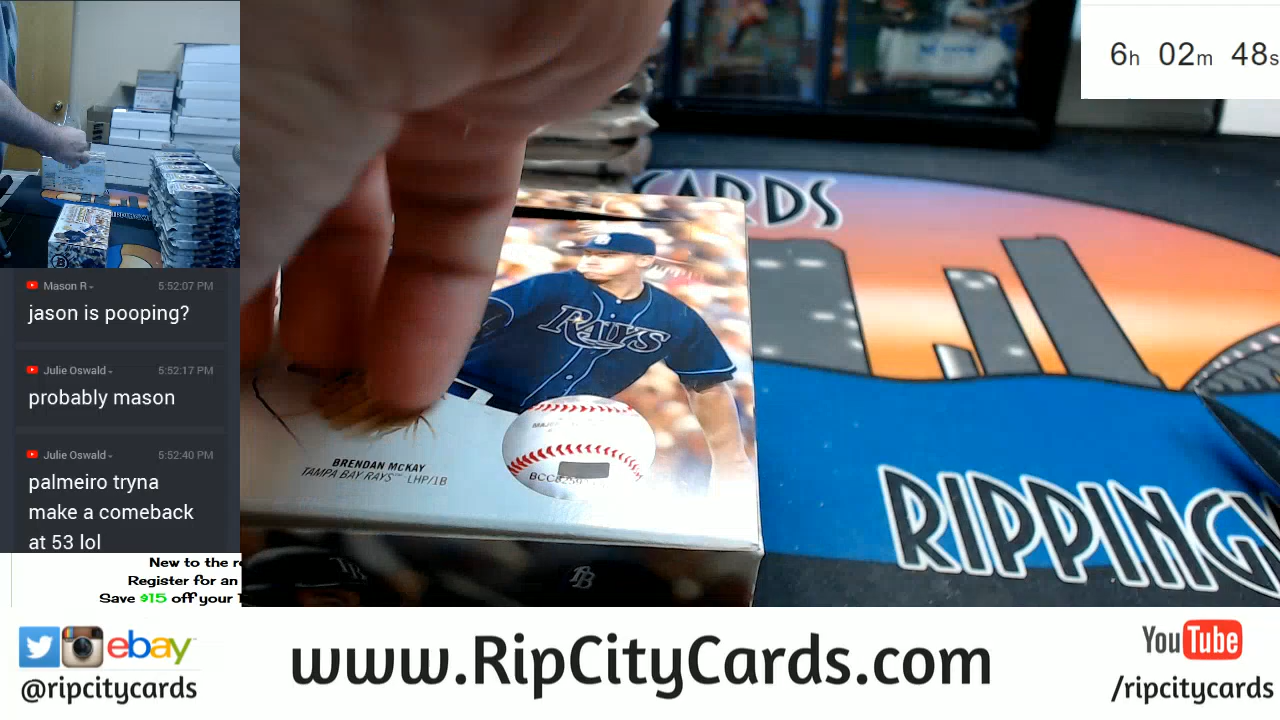 6h 02m 48s
CARDS
Mason R
5:52:07 PM
jason is pooping?
Julie Oswald
5:52:17 PM
probably mason
Julie Oswald
5:52:40 PM
palmeiro tryna
make a comeback
at 53 lol
RAYS
BRENDAN MCKAY
TAMPA BAY RAYS™ LHP/1B
RIPPING
New to the
Register for an
Save $15 off your
ebay
@ripcitycards
www.RipCityCards.com
YouTube
/ripcitycards